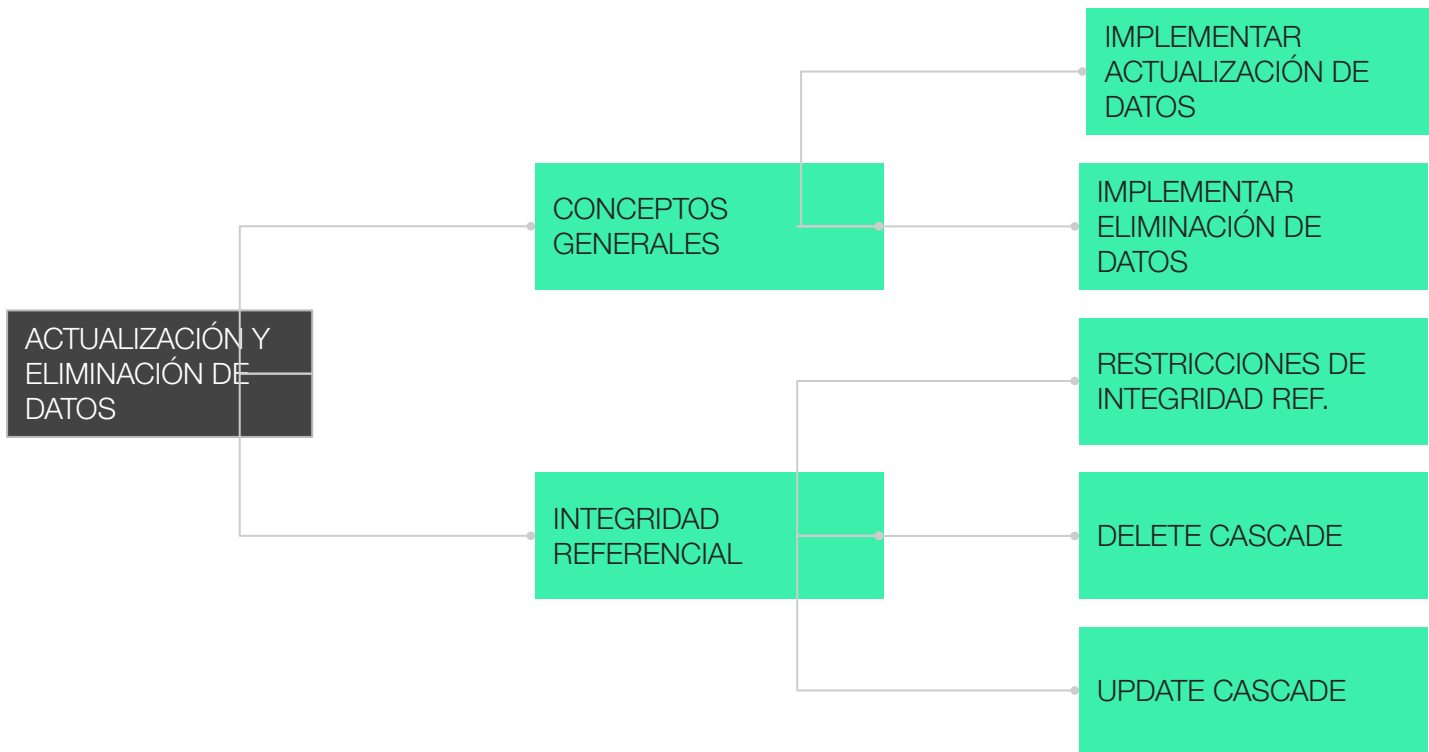 IMPLEMENTAR
ACTUALIZACIÓN DE
DATOS
CONCEPTOS
GENERALES
IMPLEMENTAR
ELIMINACIÓN DE
DATOS
ACTUALIZACIÓN Y
ELIMINACIÓN DE
DATOS
RESTRICCIONES DE
INTEGRIDAD REF.
INTEGRIDAD
REFERENCIAL
DELETE CASCADE
UPDATE CASCADE